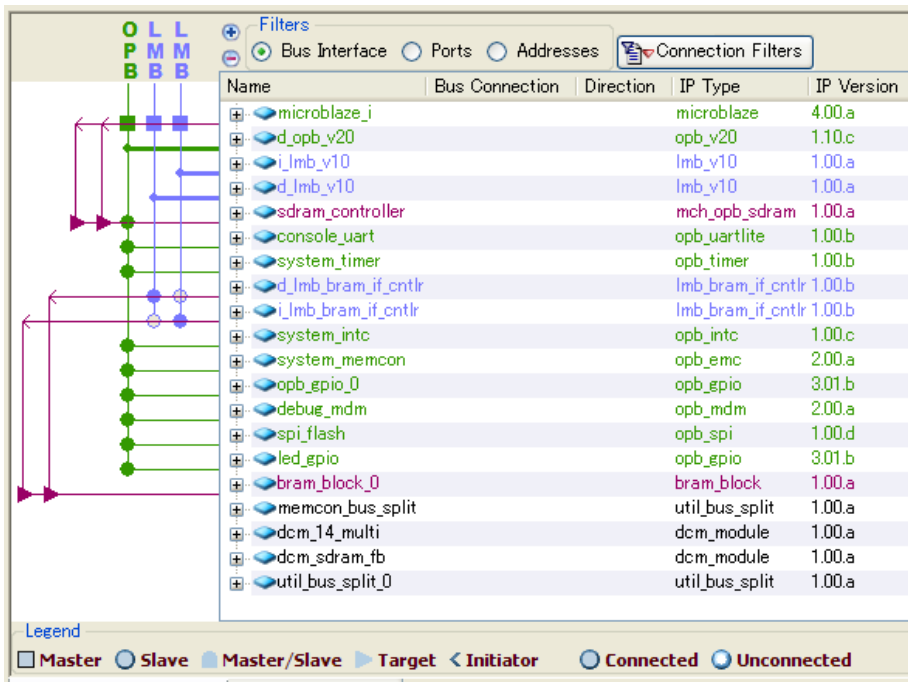 OPB LMB LMB
Filters
Bus Interface Ports Addresses Connection Filters
Name Bus Connection Direction IP Type IP Version
microblaze_i microblaze 4.00.a
d_opb_v20 opb_v20 1.10.c
i_lmb_v10 lmb_v10 1.00.a
d_lmb_v10 lmb_v10 1.00.a
sdram_controller mch_opb_sdram 1.00.a
console_uart opb_uartlite 1.00.b
system_timer opb_timer 1.00.b
d_lmb_bram_if_cntlr lmb_bram_if_cntlr 1.00.b
i_lmb_bram_if_cntlr lmb_bram_if_cntlr 1.00.b
system_intc opb_intc 1.00.c
system_memcon opb_emc 2.00.a
opb_gpio_0 opb_gpio 3.01.b
debug_mdm opb_mdm 2.00.a
spi_flash opb_spi 1.00.d
led_gpio opb_gpio 3.01.b
bram_block_0 bram_block 1.00.a
memcon_bus_split util_bus_split 1.00.a
dcm_14_multi dcm_module 1.00.a
dcm_sdram_fb dcm_module 1.00.a
util_bus_split_0 util_bus_split 1.00.a
Legend
Master Slave Master/Slave Target Initiator Connected Unconnected